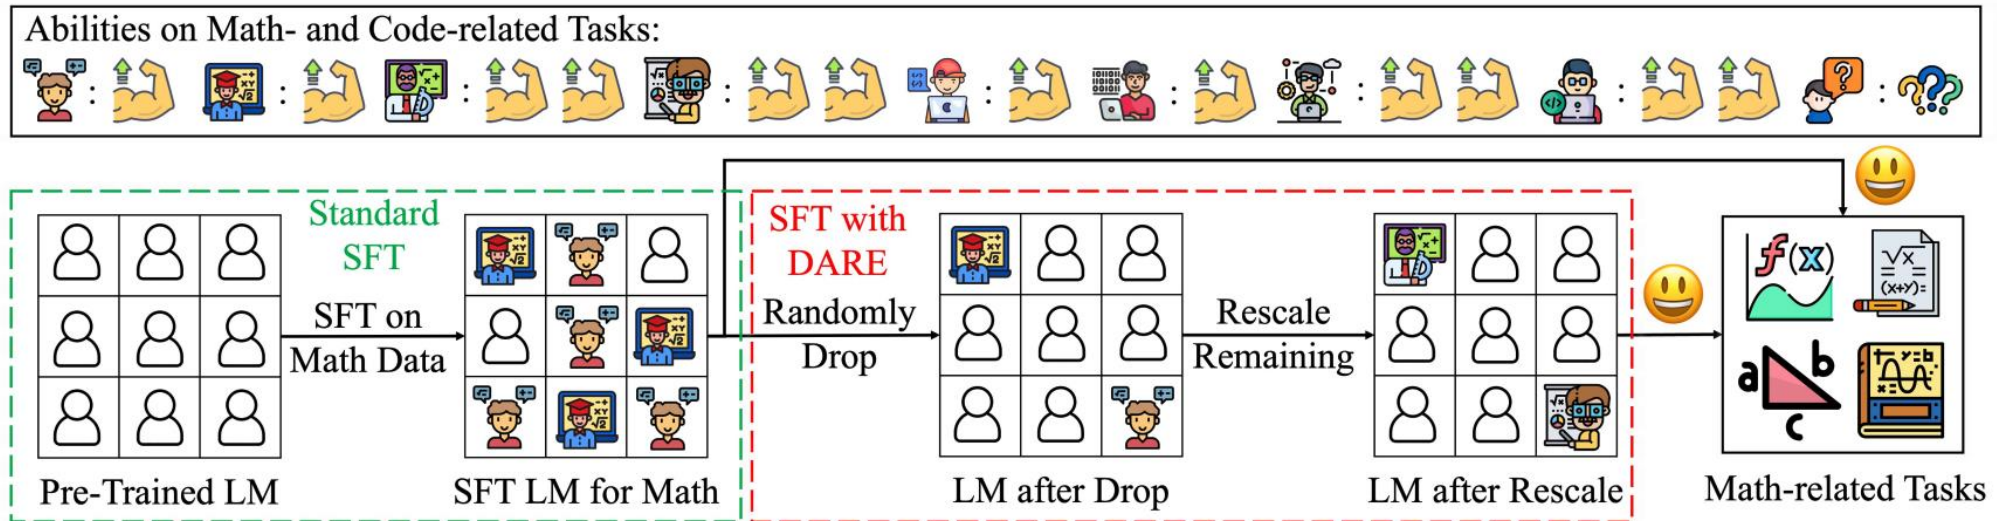 Abilities on Math- and Code-related Tasks:
Standard
SFT
SFT on
Math Data
SFT with
DARE
Randomly
Drop
Rescale
Remaining
f(x)
√x
(x+y)=
a
b
c
Pre-Trained LM
SFT LM for Math
LM after Drop
LM after Rescale
Math-related Tasks